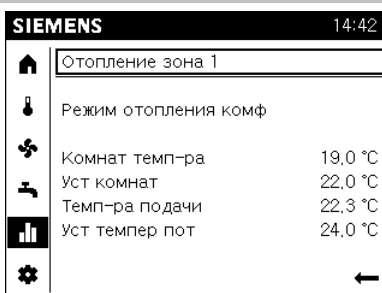 SIEMENS 14:42
Отопление зона 1
Режим отопления комф
Комнат темп-ра 19,0 °C
Уст комнат 22,0 °C
Темп-ра подачи 22,3 °C
Уст темпер пот 24,0 °C